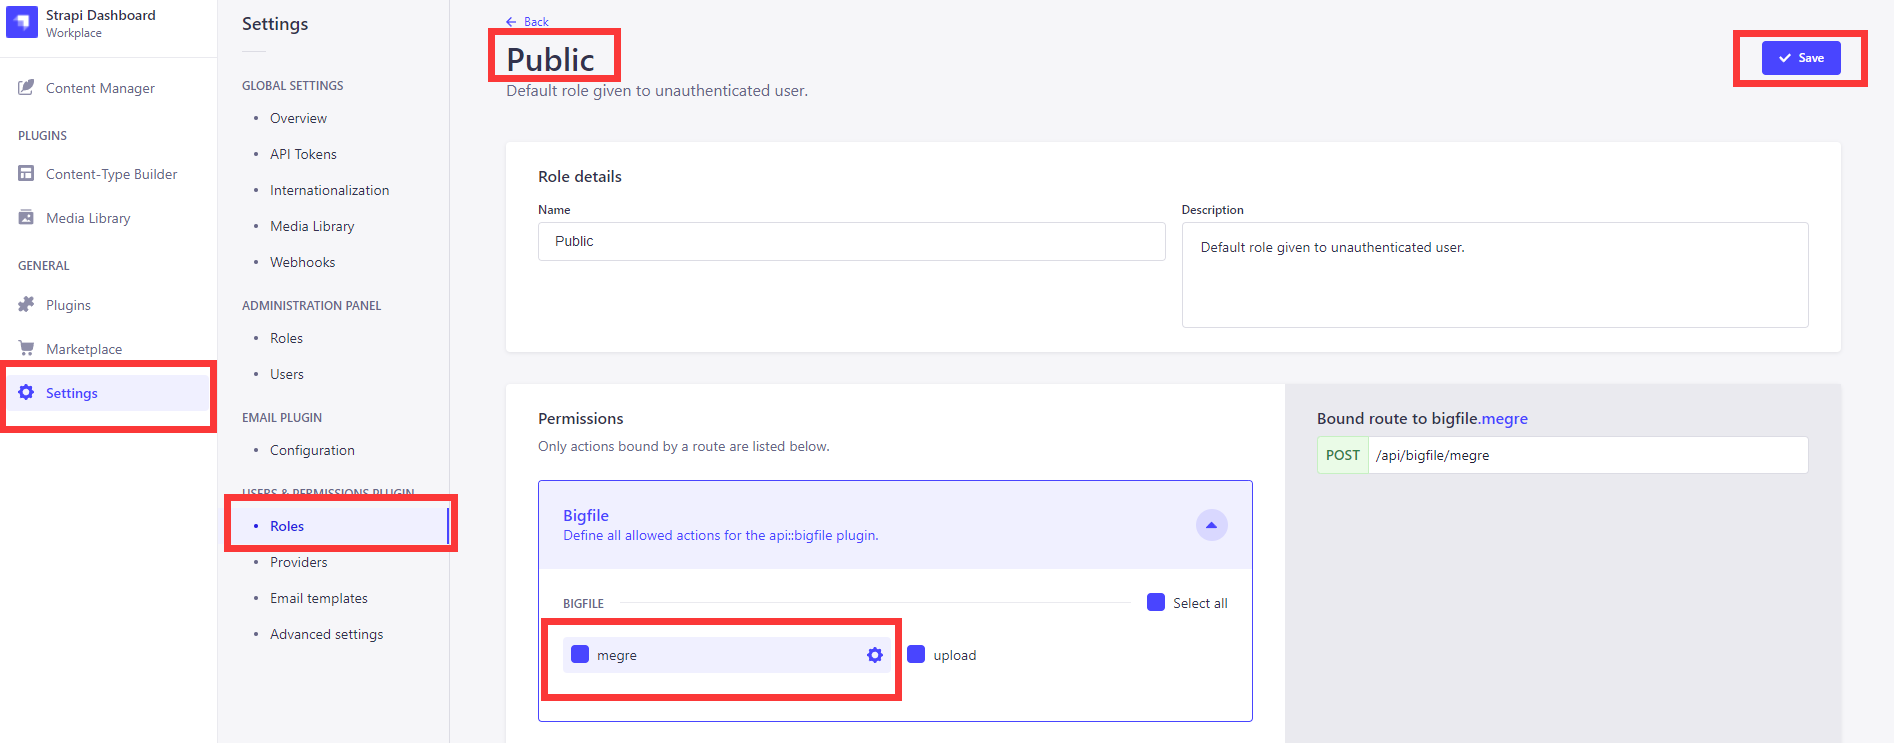 Strapi Dashboard
Workplace
Content Manager
PLUGINS
Content-Type Builder
Media Library
GENERAL
Plugins
Marketplace
Settings
Settings
GLOBAL SETTINGS
Overview
API Tokens
Internationalization
Media Library
Webhooks
ADMINISTRATION PANEL
Roles
Users
EMAIL PLUGIN
Configuration
USERS & PERMISSIONS PLUGIN
Roles
Providers
Email templates
Advanced settings
Back
Public
Default role given to unauthenticated user.
Save
Role details
Name
Public
Description
Default role given to unauthenticated user.
Permissions
Only actions bound by a route are listed below.
Bigfile
Define all allowed actions for the api::bigfile plugin.
BIGFILE
Select all
megre
upload
Bound route to bigfile.megre
POST /api/bigfile/megre